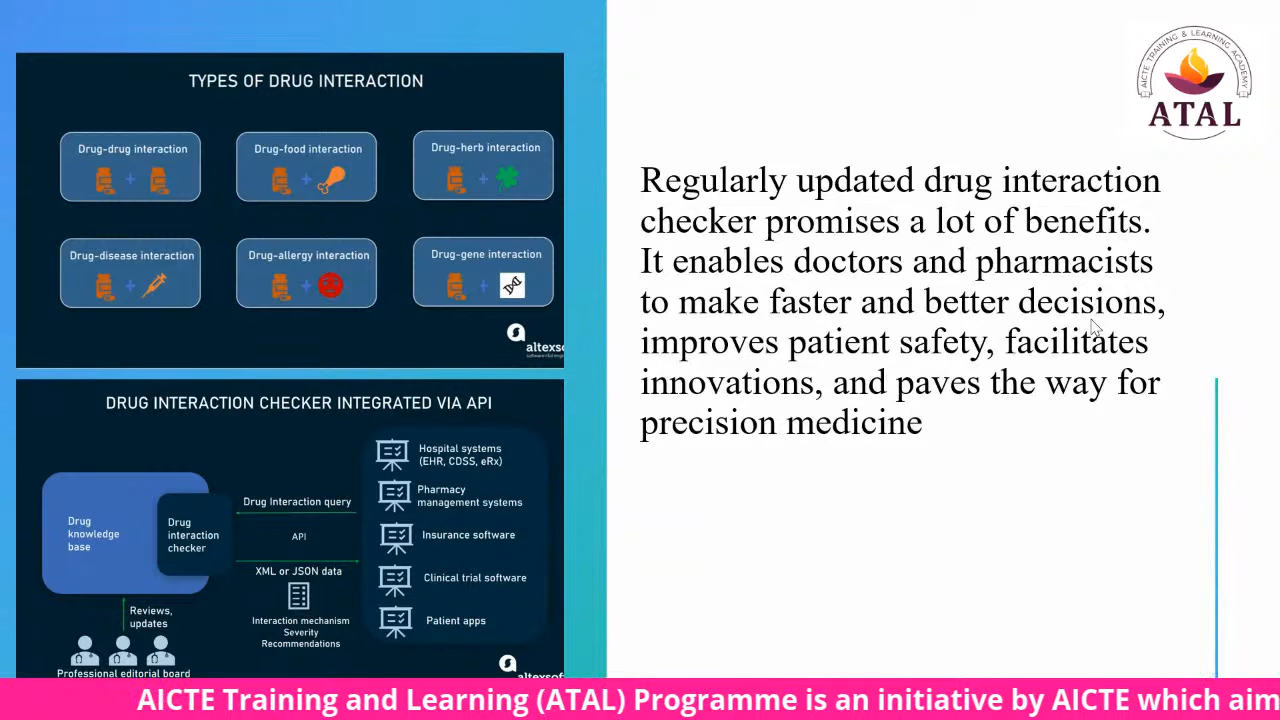 TYPES OF DRUG INTERACTION
Drug-drug interaction
Drug-food interaction
Drug-herb interaction
Drug-disease interaction
Drug-allergy interaction
Drug-gene interaction
DRUG INTERACTION CHECKER INTEGRATED VIA API
Drug
knowledge
base
Drug
interaction
checker
Reviews,
updates
Professional editorial board
Drug Interaction query
API
XML or JSON data
Interaction mechanism
Severity
Recommendations
Hospital systems
(EHR, CDSS, eRx)
Pharmacy
management systems
Insurance software
Clinical trial software
Patient apps
AICTE TRAINING & LEARNING ACADEMY
ATAL
Regularly updated drug interaction
checker promises a lot of benefits.
It enables doctors and pharmacists
to make faster and better decisions,
improves patient safety, facilitates
innovations, and paves the way for
precision medicine
AICTE Training and Learning (ATAL) Programme is an initiative by AICTE which aim